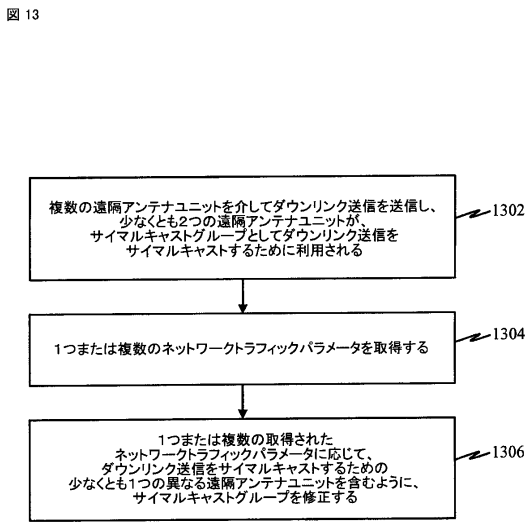 図 13
複数の遠隔アンテナユニットを介してダウンリンク送信を送信し、
少なくとも2つの遠隔アンテナユニットが、
サイマルキャストグループとしてダウンリンク送信を
サイマルキャストするために利用される
1302
1つまたは複数のネットワークトラフィックパラメータを取得する
1304
1つまたは複数の取得された
ネットワークトラフィックパラメータに応じて、
ダウンリンク送信をサイマルキャストするための
少なくとも1つの異なる遠隔アンテナユニットを含むように、
サイマルキャストグループを修正する
1306